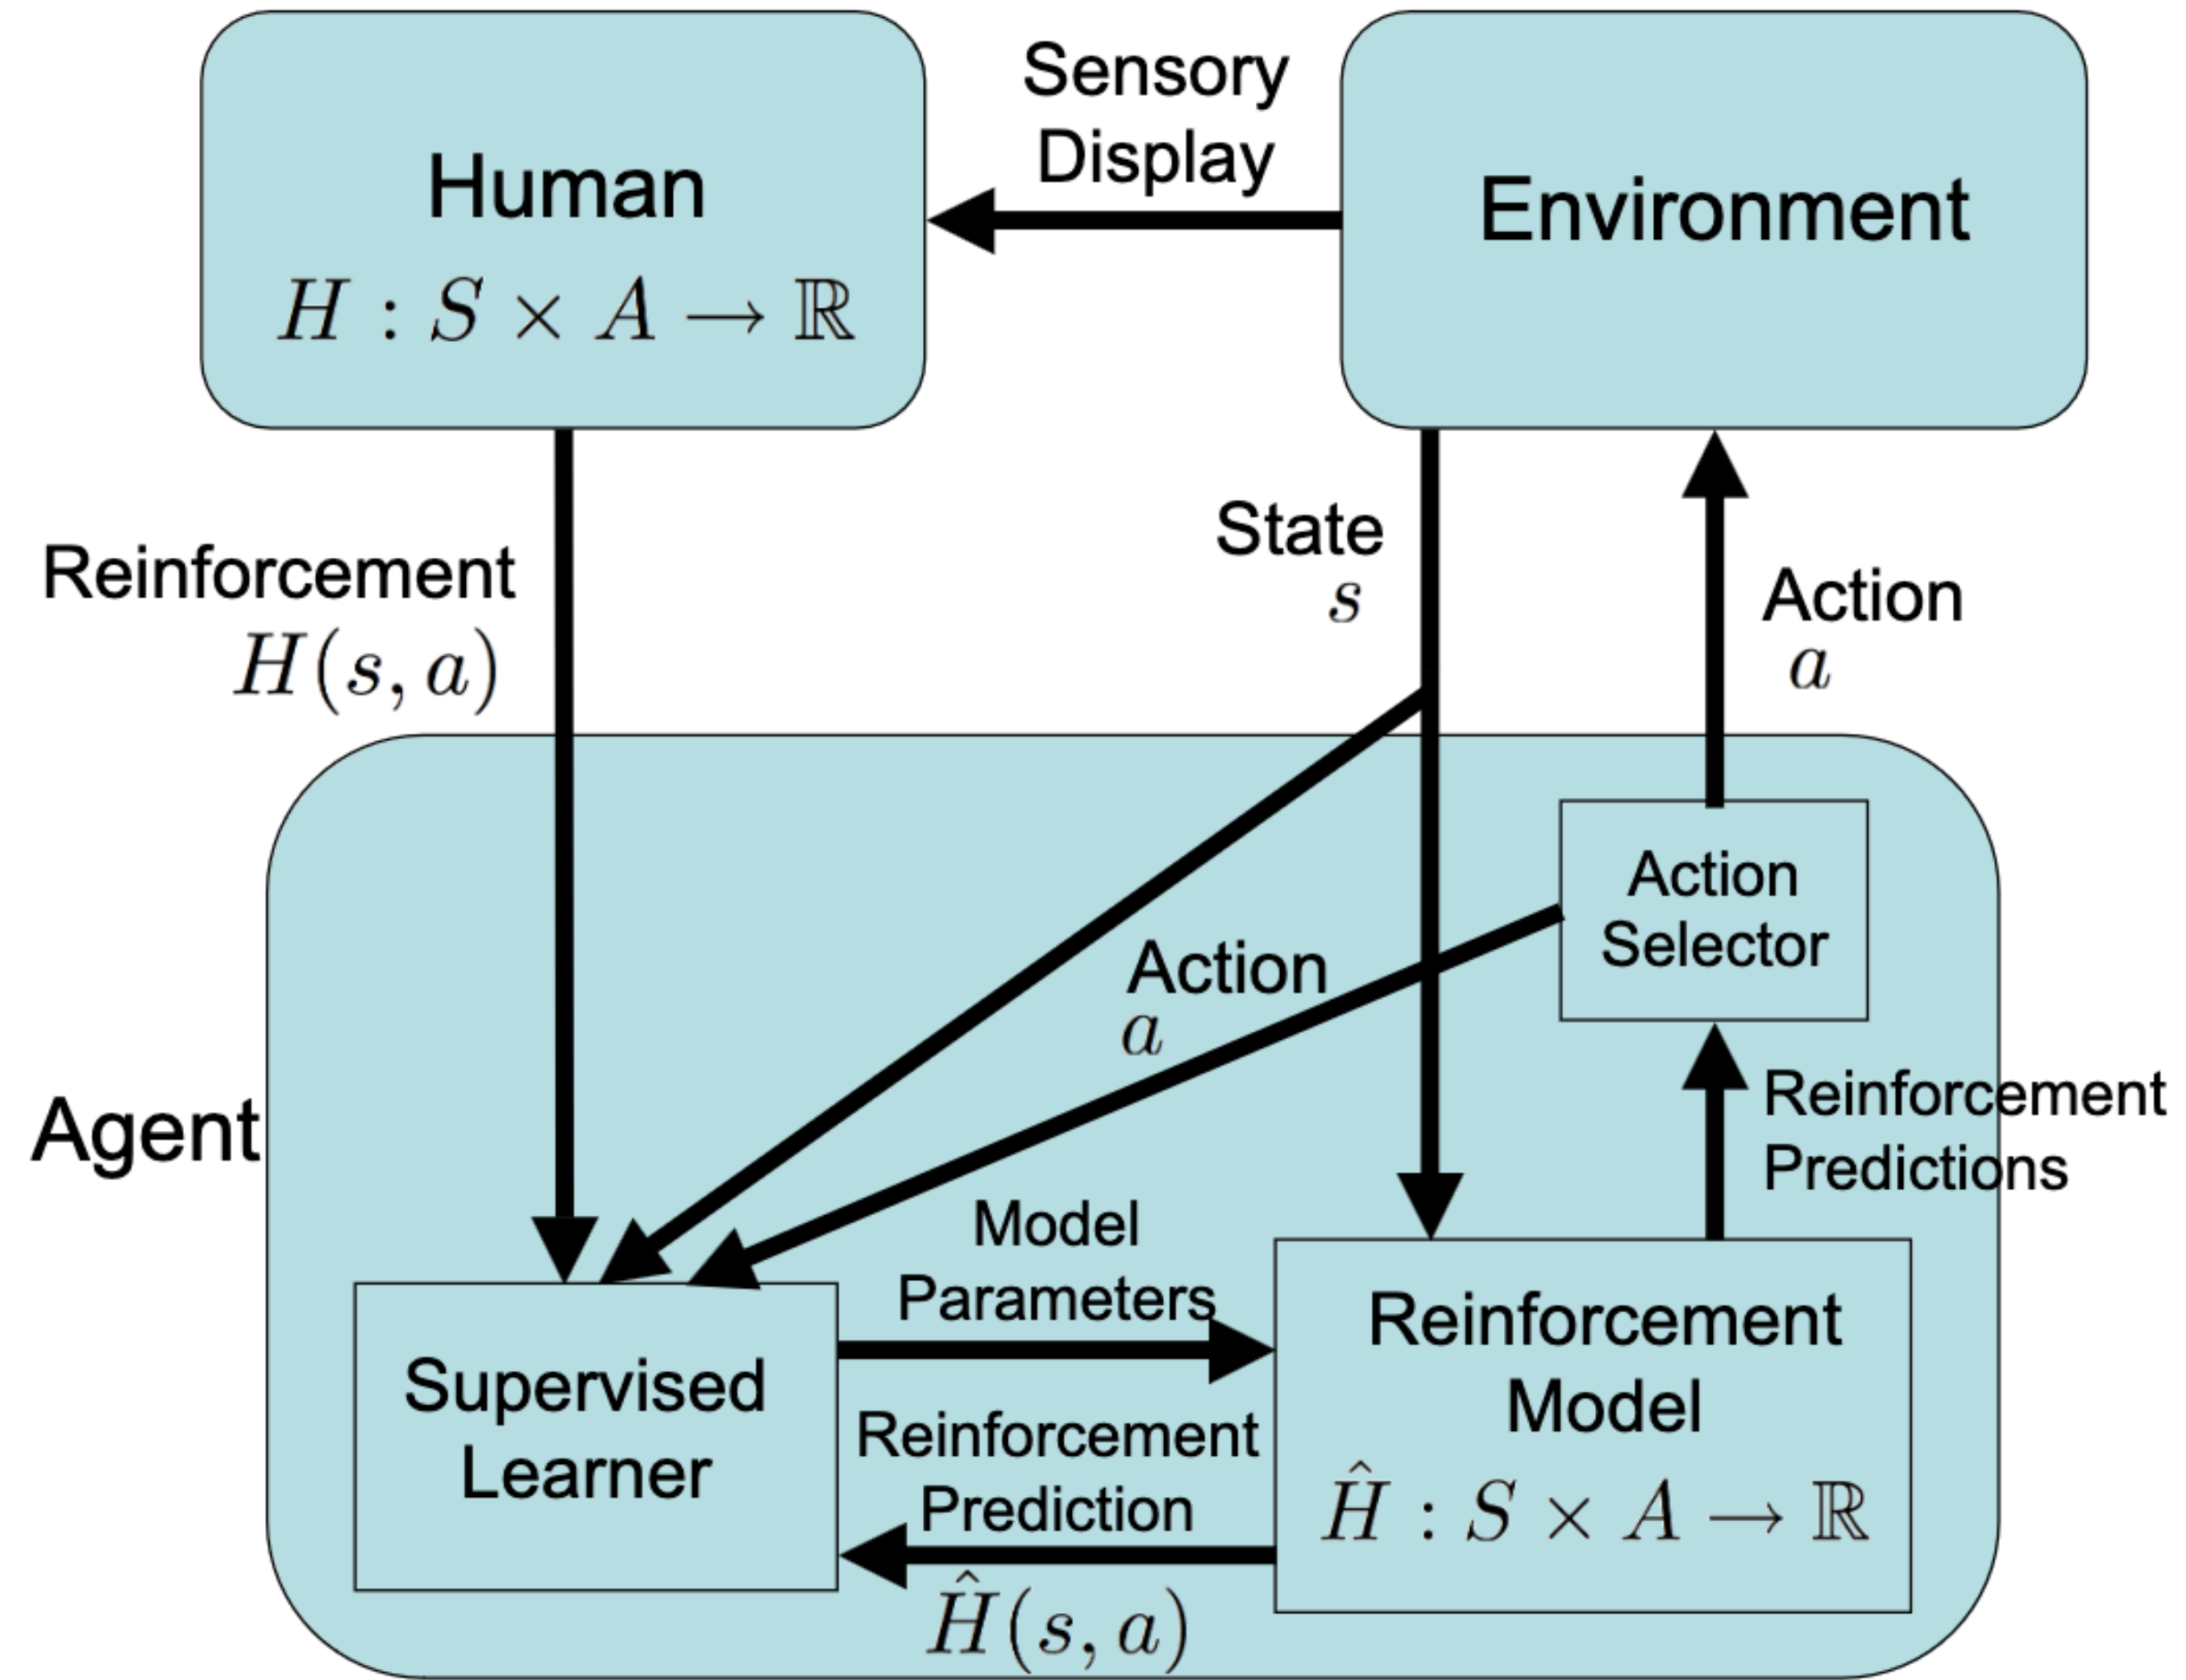 Human
H : S × A → ℝ
Sensory
Display
Environment
Reinforcement
H(s, a)
State
s
Action
a
Agent
Action
Selector
Action
a
Reinforcement
Predictions
Model
Parameters
Supervised
Learner
Reinforcement
Prediction
Ĥ(s, a)
Reinforcement
Model
Ĥ : S × A → ℝ